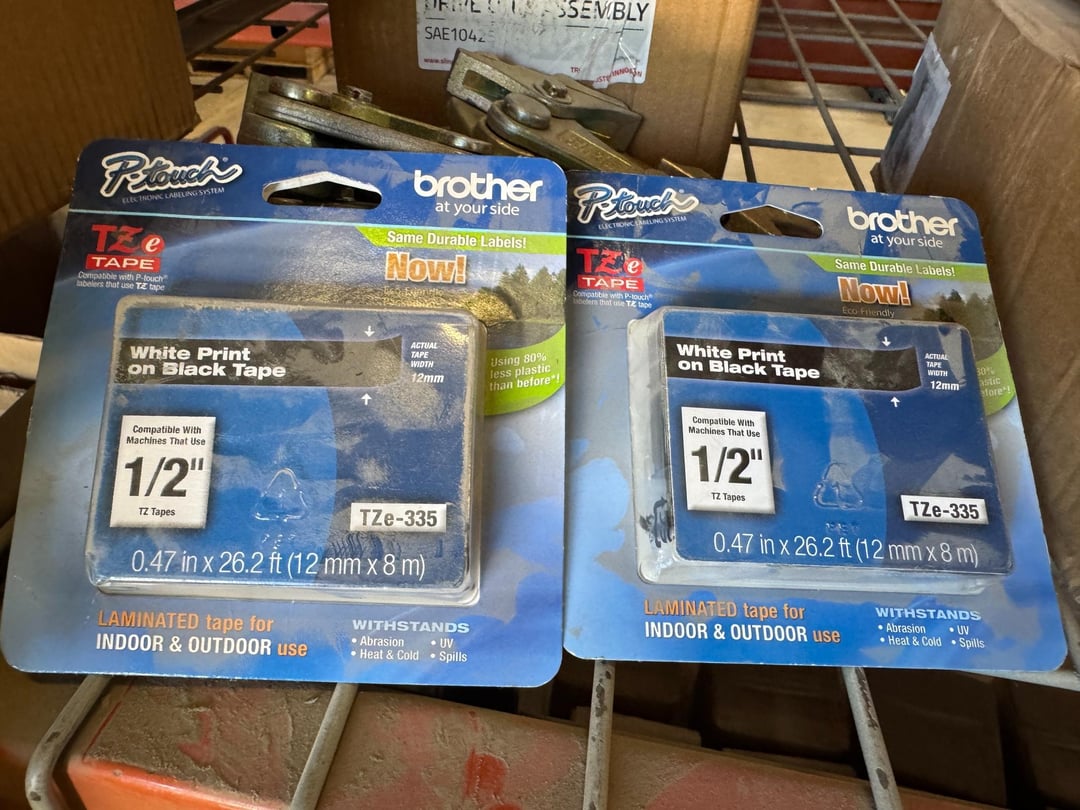 ASSEMBLY
SAE1042
P-touch®
ELECTRONIC LABELING SYSTEM
brother
at your side
TZe
TAPE
Compatible with P-touch®
labelers that use TZ tape
Same Durable Labels!
Now!
Eco-Friendly
Using 80%
less plastic
than before*!
White Print
on Black Tape
ACTUAL
TAPE
WIDTH
12mm
Compatible With
Machines That Use
1/2"
TZ Tapes
TZe-335
0.47 in x 26.2 ft (12 mm x 8 m)
LAMINATED tape for
INDOOR & OUTDOOR use
WITHSTANDS
• Abrasion • UV
• Heat & Cold • Spills
P-touch®
ELECTRONIC LABELING SYSTEM
brother
at your side
TZe
TAPE
Compatible with P-touch®
labelers that use TZ tape
Same Durable Labels!
Now!
Eco-Friendly
80%
before*!
White Print
on Black Tape
ACTUAL
TAPE
WIDTH
12mm
Compatible With
Machines That Use
1/2"
TZ Tapes
TZe-335
0.47 in x 26.2 ft (12 mm x 8 m)
LAMINATED tape for
INDOOR & OUTDOOR use
WITHSTANDS
• Abrasion • UV
• Heat & Cold • Spills